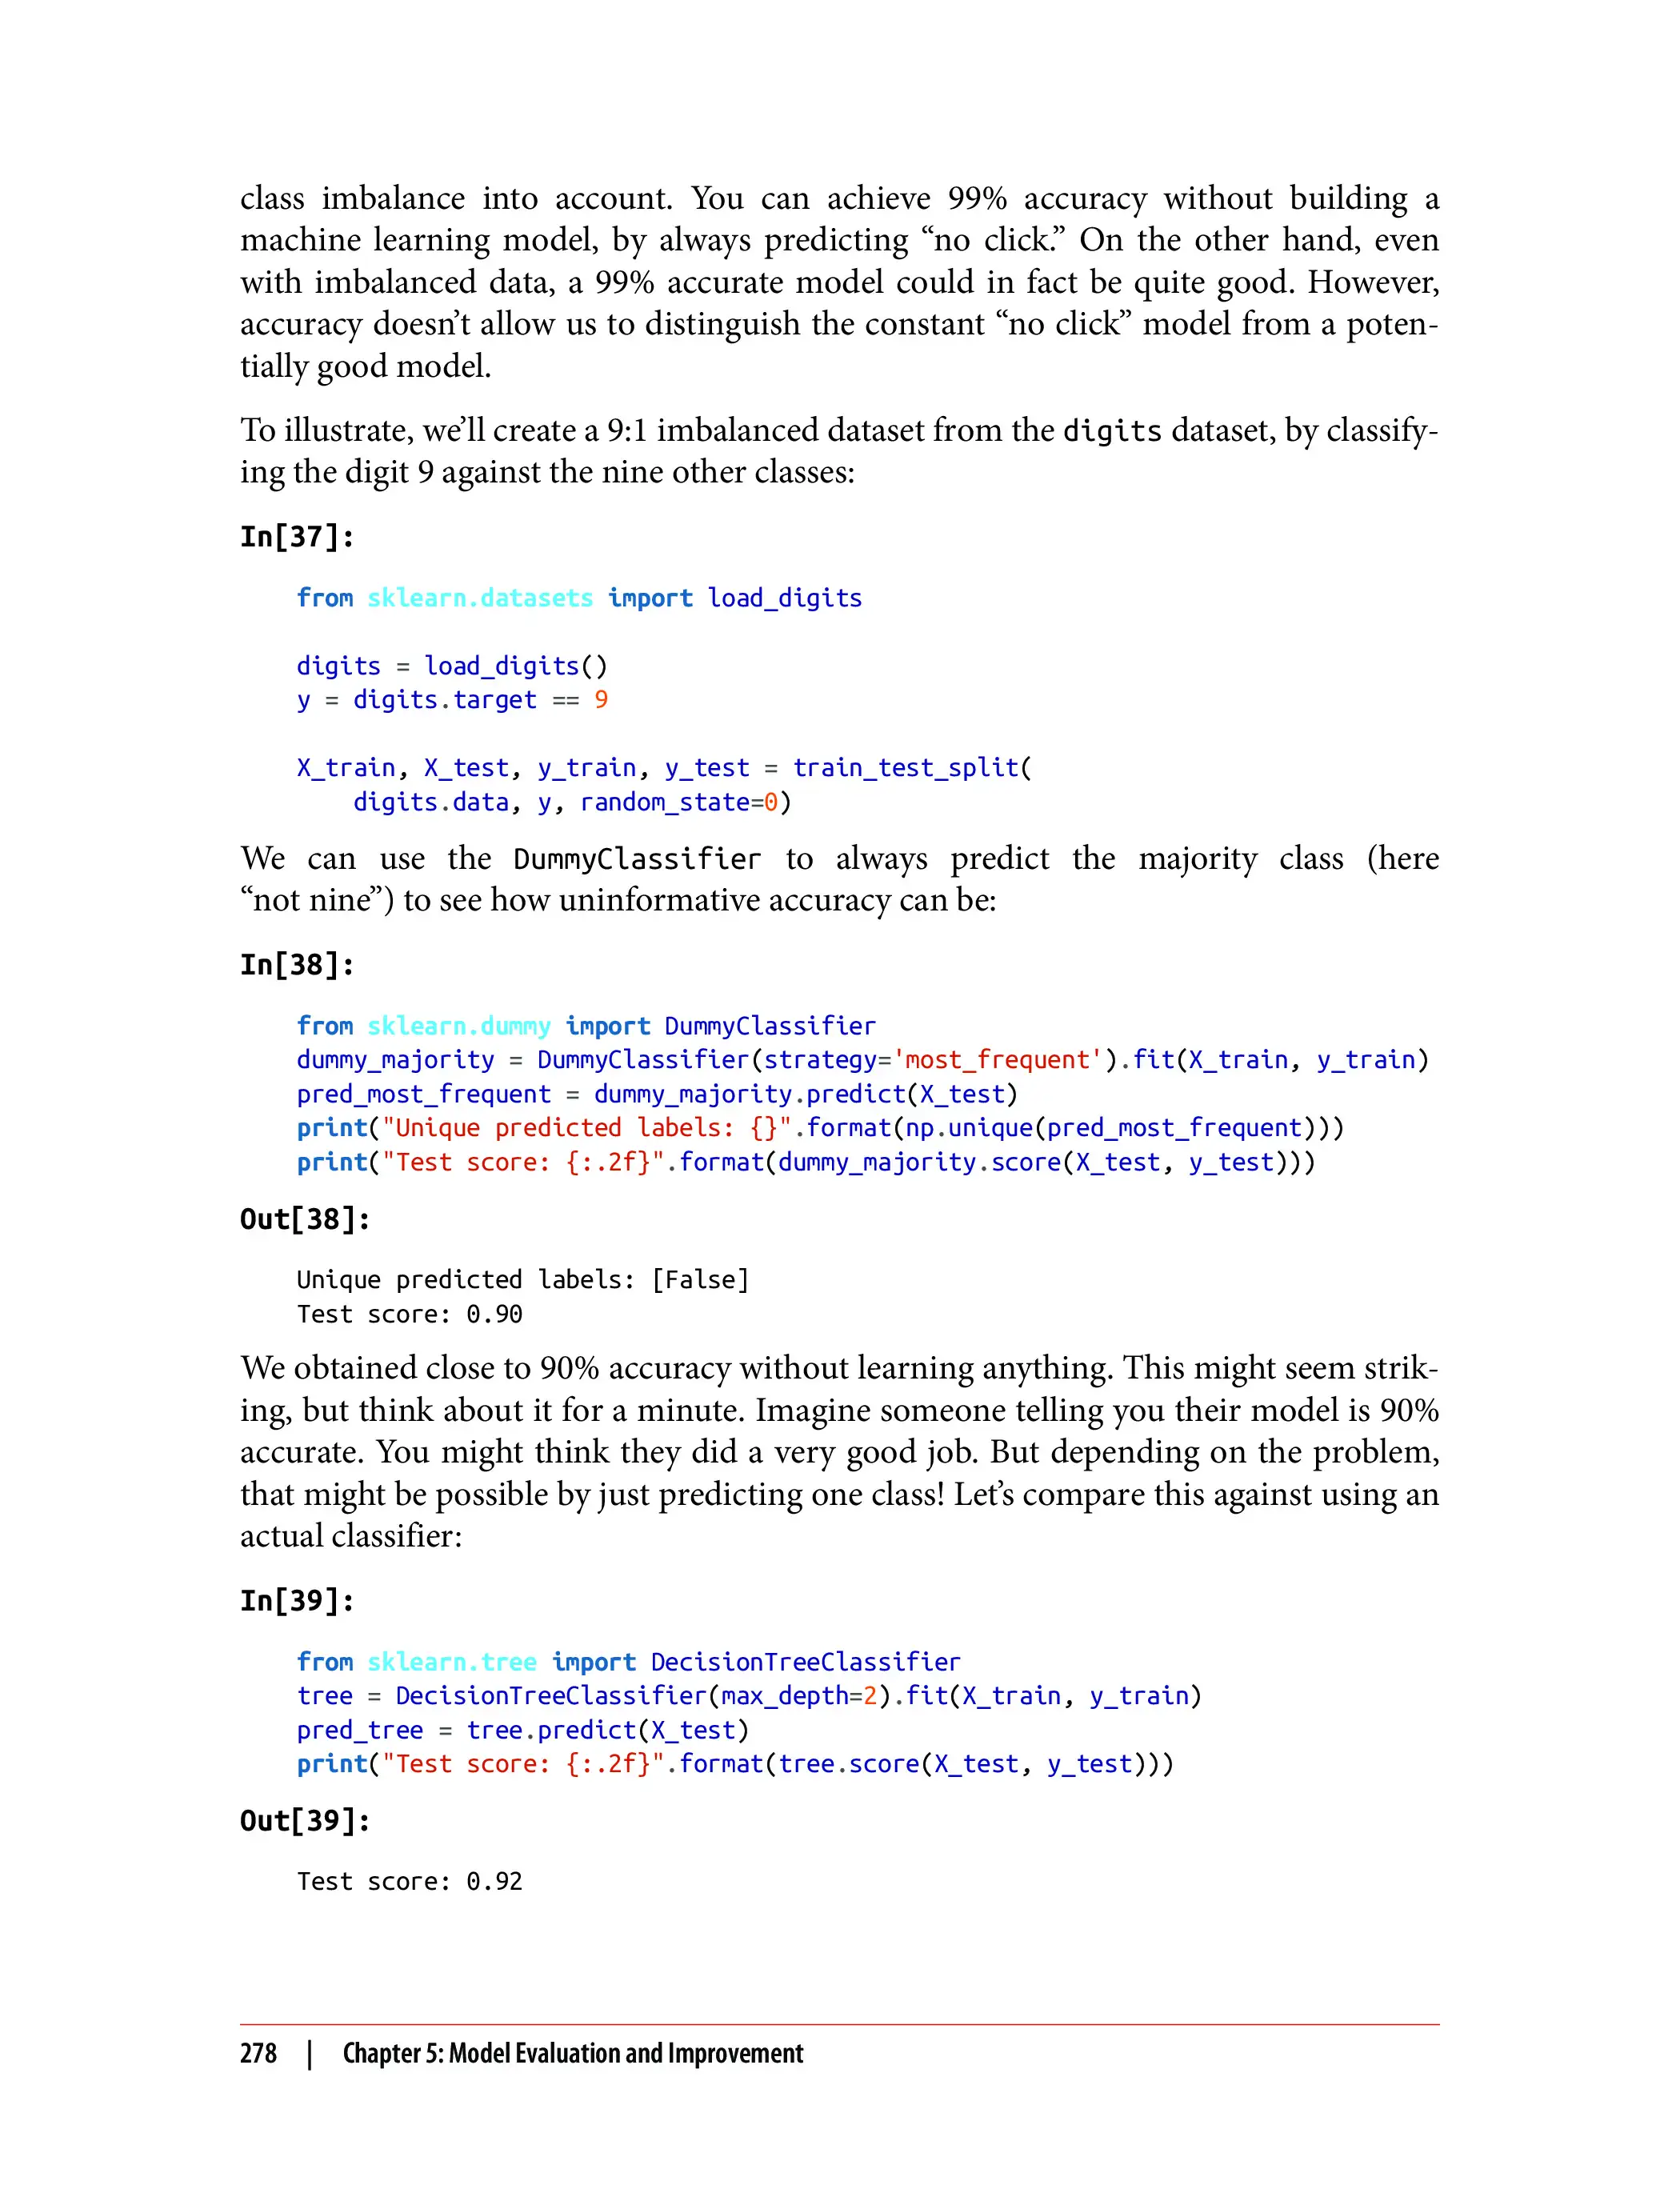 class imbalance into account. You can achieve 99% accuracy without building a
machine learning model, by always predicting “no click.” On the other hand, even
with imbalanced data, a 99% accurate model could in fact be quite good. However,
accuracy doesn’t allow us to distinguish the constant “no click” model from a poten-
tially good model.
To illustrate, we’ll create a 9:1 imbalanced dataset from the digits dataset, by classify-
ing the digit 9 against the nine other classes:
In[37]:
from sklearn.datasets import load_digits
digits = load_digits()
y = digits.target == 9
X_train, X_test, y_train, y_test = train_test_split(
    digits.data, y, random_state=0)
We can use the DummyClassifier to always predict the majority class (here
“not nine”) to see how uninformative accuracy can be:
In[38]:
from sklearn.dummy import DummyClassifier
dummy_majority = DummyClassifier(strategy='most_frequent').fit(X_train, y_train)
pred_most_frequent = dummy_majority.predict(X_test)
print("Unique predicted labels: {}".format(np.unique(pred_most_frequent)))
print("Test score: {:.2f}".format(dummy_majority.score(X_test, y_test)))
Out[38]:
Unique predicted labels: [False]
Test score: 0.90
We obtained close to 90% accuracy without learning anything. This might seem strik-
ing, but think about it for a minute. Imagine someone telling you their model is 90%
accurate. You might think they did a very good job. But depending on the problem,
that might be possible by just predicting one class! Let’s compare this against using an
actual classifier:
In[39]:
from sklearn.tree import DecisionTreeClassifier
tree = DecisionTreeClassifier(max_depth=2).fit(X_train, y_train)
pred_tree = tree.predict(X_test)
print("Test score: {:.2f}".format(tree.score(X_test, y_test)))
Out[39]:
Test score: 0.92
278 | Chapter 5: Model Evaluation and Improvement